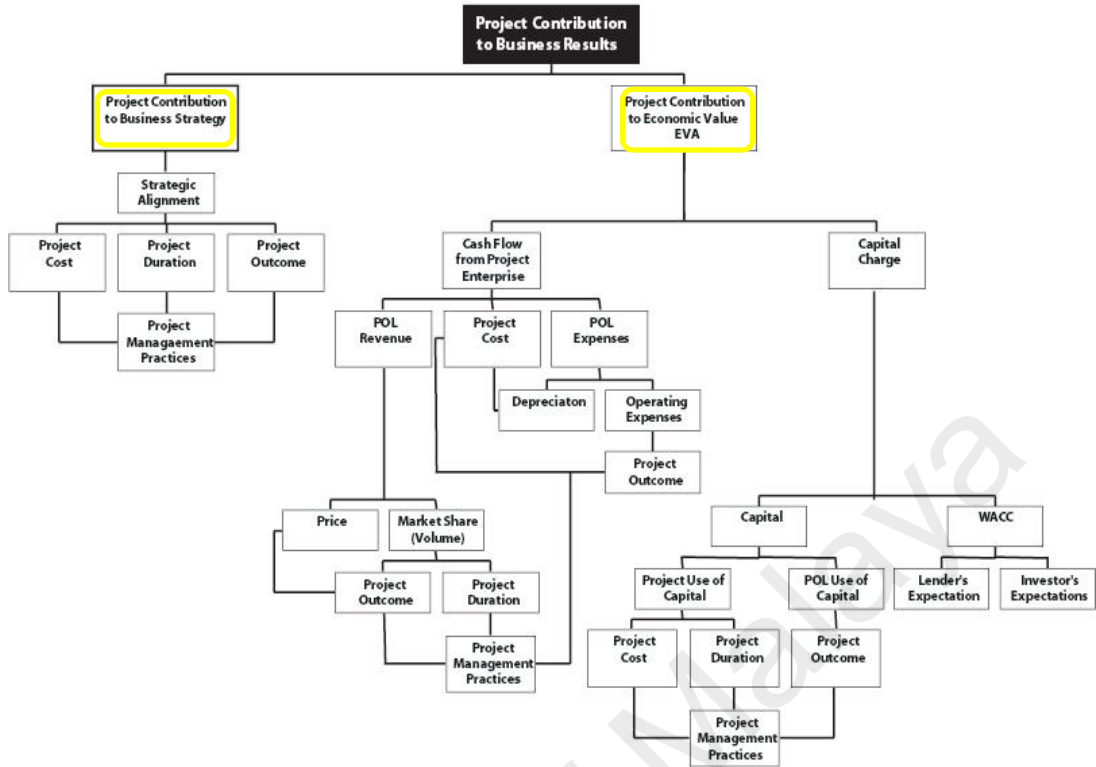 Project Contribution
to Business Results
Project Contribution
to Business Strategy
Project Contribution
to Economic Value
EVA
Strategic
Alignment
Project
Cost
Project
Duration
Project
Outcome
Project
Managaement
Practices
Cash Flow
from Project
Enterprise
Capital
Charge
POL
Revenue
Project
Cost
POL
Expenses
Depreciaton
Operating
Expenses
Project
Outcome
Price
Market Share
(Volume)
Project
Outcome
Project
Duration
Project
Management
Practices
Capital
WACC
Project Use of
Capital
POL Use of
Capital
Lender's
Expectation
Investor's
Expectations
Project
Cost
Project
Duration
Project
Outcome
Project
Management
Practices
Malaya